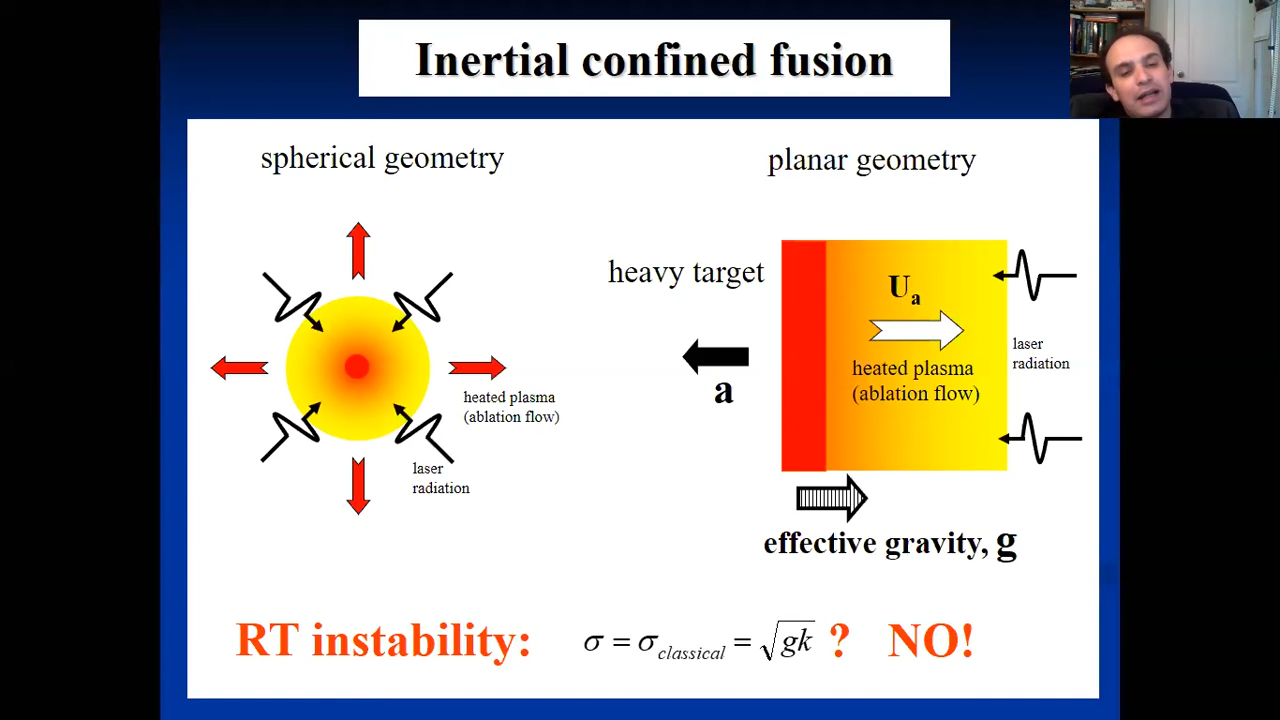 Inertial confined fusion
spherical geometry
planar geometry
heavy target
U_a
heated plasma
(ablation flow)
laser
radiation
a
heated plasma
(ablation flow)
laser
radiation
effective gravity, g
RT instability: σ = σ_classical = √gk ? NO!